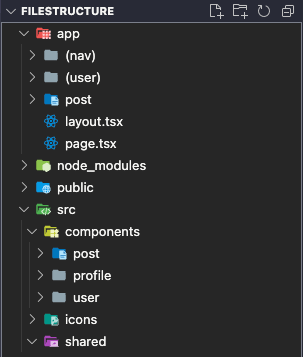 FILESTRUCTURE
app
(nav)
(user)
post
layout.tsx
page.tsx
node_modules
public
src
components
post
profile
user
icons
shared